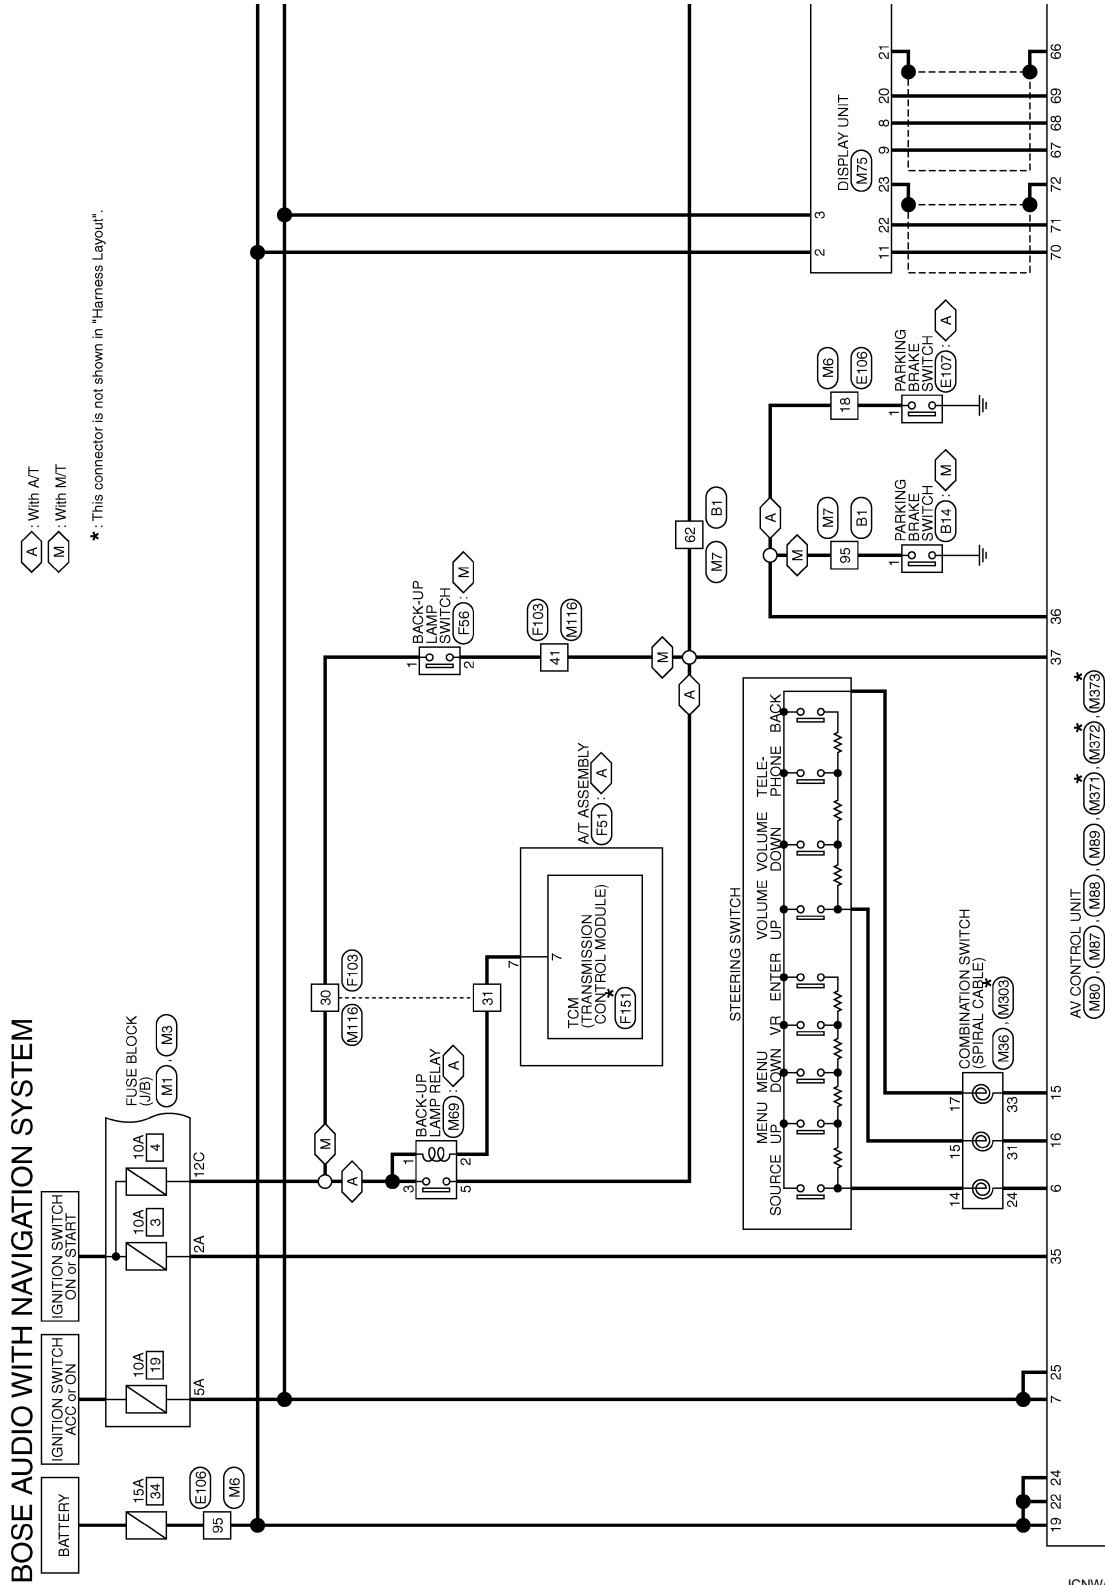 BOSE AUDIO WITH NAVIGATION SYSTEM
A : With A/T
M : With M/T
* : This connector is not shown in "Harness Layout".
BATTERY
IGNITION SWITCH
ACC or ON
IGNITION SWITCH
ON or START
15A
34
10A
19
10A
3
10A
4
FUSE BLOCK
(J/B)
M1 , M3
95
E106
M6
5A
2A
12C
M
A
30
M116
F103
31
BACK-UP
LAMP RELAY
M69 : A
1
3
2
5
7
7
TCM
(TRANSMISSION
CONTROL MODULE)
*
F151
A/T ASSEMBLY
F51 : A
BACK-UP
LAMP
SWITCH
F56 : M
1
2
41
F103
M116
M
A
62
M7
B1
STEERING SWITCH
SOURCE
MENU
UP
MENU
DOWN
VR
ENTER
VOLUME
UP
VOLUME
DOWN
TELE-
PHONE
BACK
COMBINATION SWITCH
(SPIRAL CABLE)
M36 , M303 *
14
15
17
24
31
33
A
M
95
M7
B1
1
PARKING
BRAKE
SWITCH
B14 : M
18
M6
E106
1
PARKING
BRAKE
SWITCH
E107 : A
DISPLAY UNIT
M75
2
3
11
22
23
9
8
20
21
19
22
24
7
25
35
6
16
15
37
36
70
71
72
67
68
69
66
AV CONTROL UNIT
M80 , M87 , M88 , M89 , M371 * , M372 * , M373 *